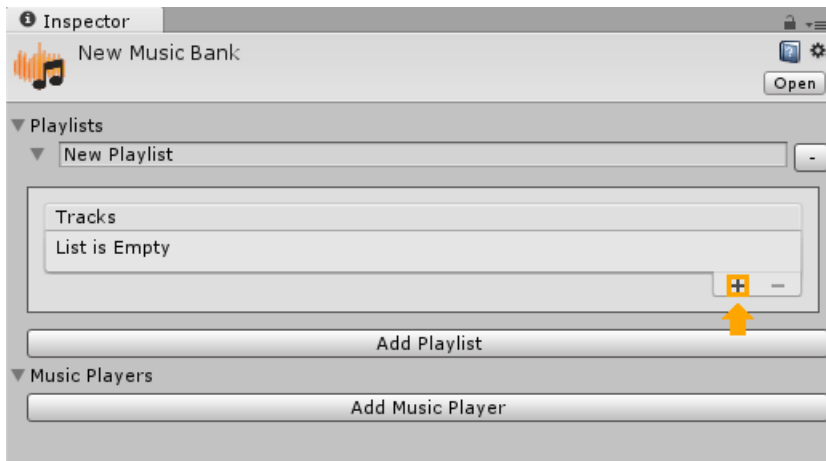 Inspector
New Music Bank
Open
Playlists
New Playlist
-
Tracks
List is Empty
+ -
Add Playlist
Music Players
Add Music Player